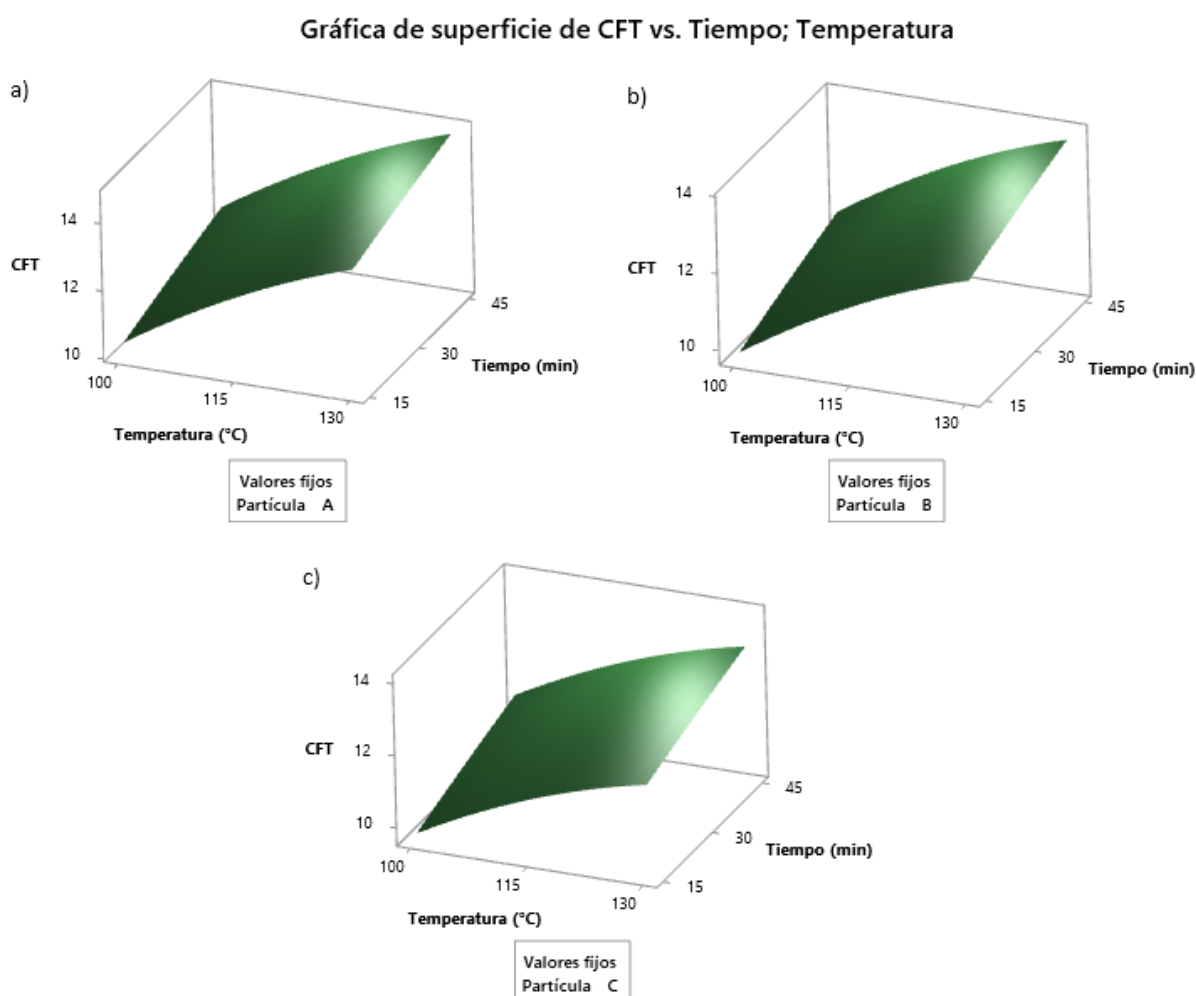 Gráfica de superficie de CFT vs. Tiempo; Temperatura
a)
14
CFT
12
10
100
115
130
Temperatura (°C)
15
30
45
Tiempo (min)
Valores fijos
Partícula A
b)
14
CFT
12
10
100
115
130
Temperatura (°C)
15
30
45
Tiempo (min)
Valores fijos
Partícula B
c)
14
CFT
12
10
100
115
130
Temperatura (°C)
15
30
45
Tiempo (min)
Valores fijos
Partícula C